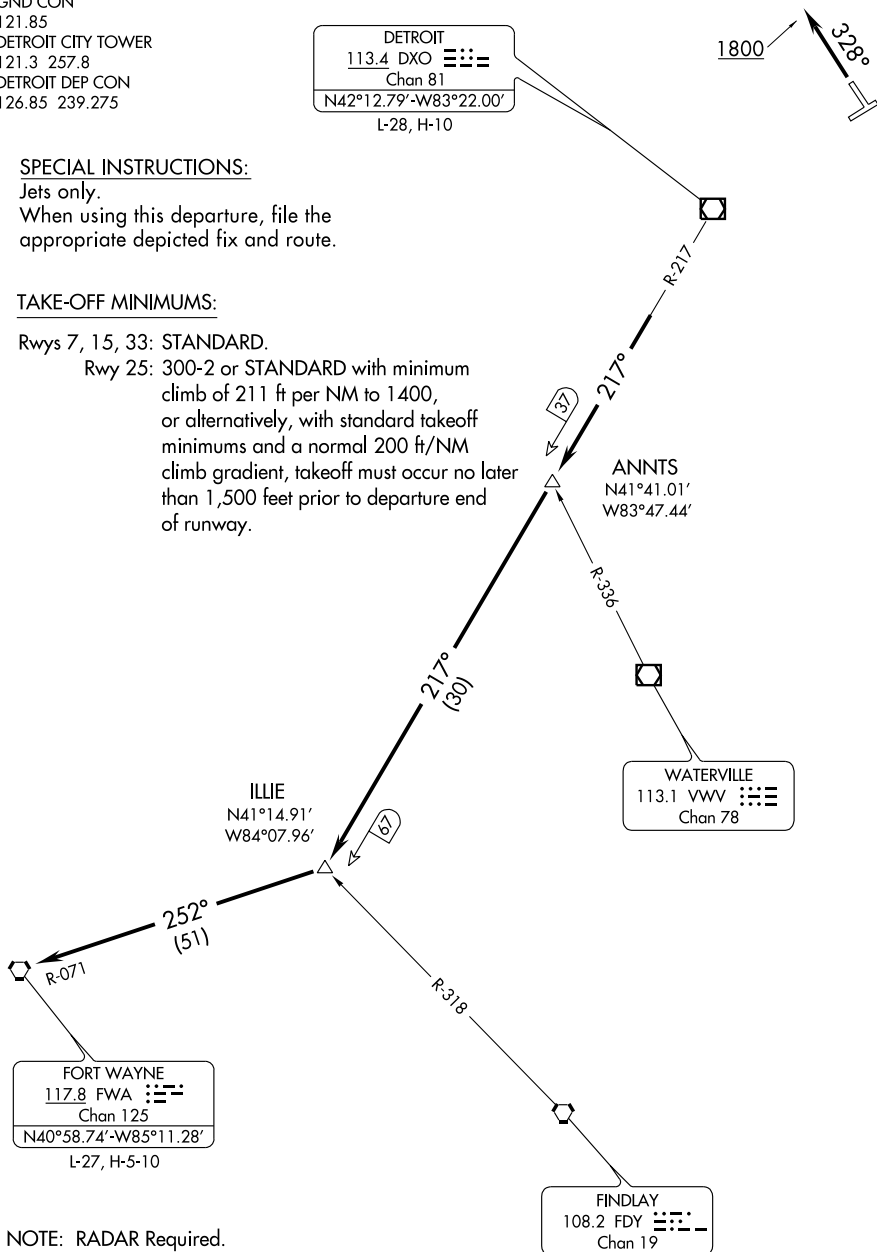 GND CON
121.85
DETROIT CITY TOWER
121.3 257.8
DETROIT DEP CON
126.85 239.275
DETROIT
113.4 DXO
Chan 81
N42°12.79'-W83°22.00'
L-28, H-10
1800
328°
SPECIAL INSTRUCTIONS:
Jets only.
When using this departure, file the
appropriate depicted fix and route.
R-217
TAKE-OFF MINIMUMS:
Rwys 7, 15, 33: STANDARD.
Rwy 25: 300-2 or STANDARD with minimum
climb of 211 ft per NM to 1400,
or alternatively, with standard takeoff
minimums and a normal 200 ft/NM
climb gradient, takeoff must occur no later
than 1,500 feet prior to departure end
of runway.
217°
37
ANNTS
N41°41.01'
W83°47.44'
R-336
217°
(30)
WATERVILLE
113.1 VWV
Chan 78
ILLIE
N41°14.91'
W84°07.96'
67
252°
(51)
R-071
R-318
FORT WAYNE
117.8 FWA
Chan 125
N40°58.74'-W85°11.28'
L-27, H-5-10
FINDLAY
108.2 FDY
Chan 19
NOTE: RADAR Required.